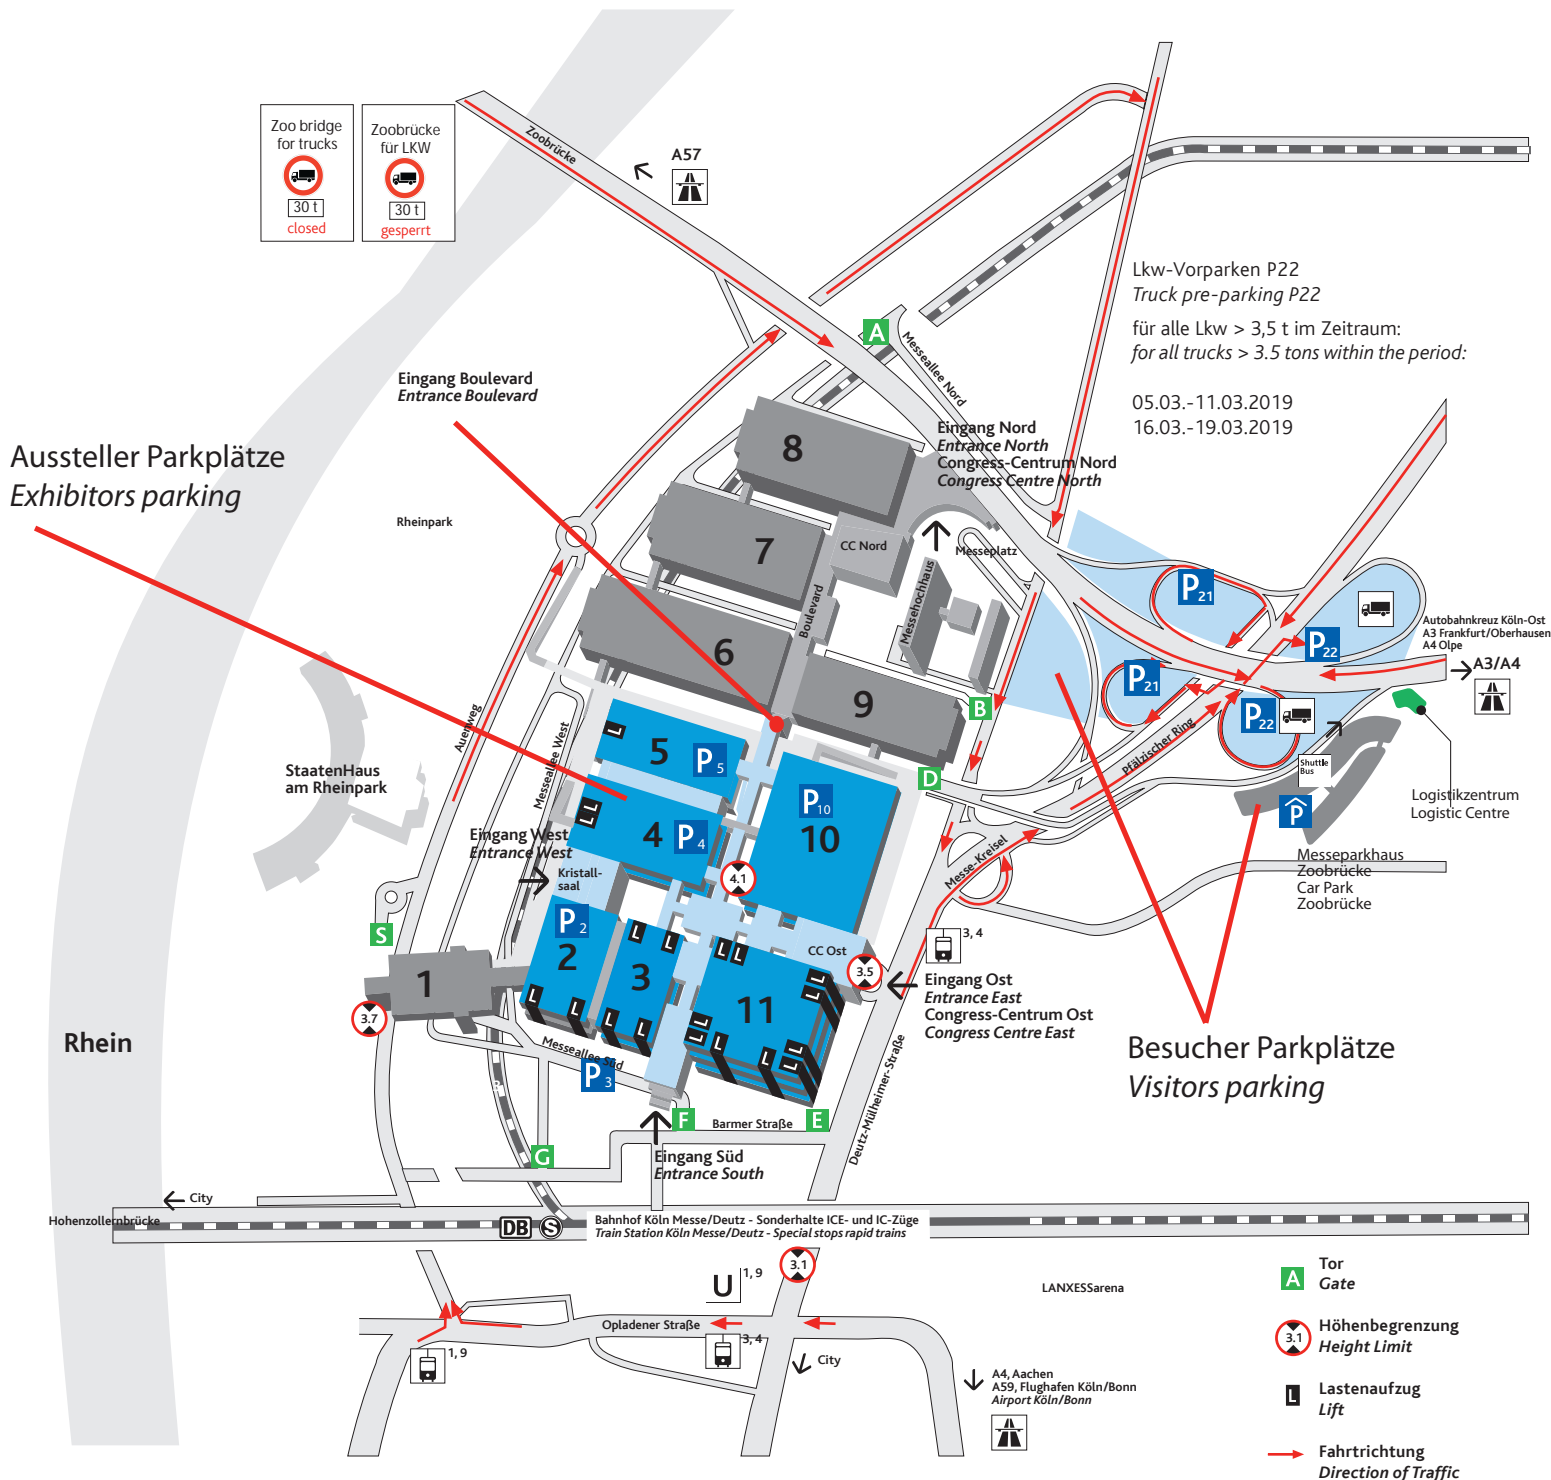 Zoo bridge
for trucks
30 t
closed
Zoobrücke
für LKW
30 t
gesperrt
Zoobrücke
A57
Lkw-Vorparken P22
Truck pre-parking P22
für alle Lkw > 3,5 t im Zeitraum:
for all trucks > 3.5 tons within the period:
05.03.-11.03.2019
16.03.-19.03.2019
A
Messeallee Nord
Eingang Boulevard
Entrance Boulevard
Eingang Nord
Entrance North
Congress-Centrum Nord
Congress Centre North
Aussteller Parkplätze
Exhibitors parking
8
Rheinpark
7
CC Nord
Messeplatz
Messehochhaus
Boulevard
6
9
P21
P21
P22
P22
Autobahnkreuz Köln-Ost
A3 Frankfurt/Oberhausen
A4 Olpe
A3/A4
B
Auenweg
Messeallee West
L
5
P5
Pfälzischer Ring
Shuttle
Bus
P
StaatenHaus
am Rheinpark
D
P10
10
Logistikzentrum
Logistic Centre
L
L
4
P4
Eingang West
Entrance West
Kristall-
saal
4.1
Messe-Kreisel
Messeparkhaus
Zoobrücke
Car Park
Zoobrücke
S
P2
2
L
L
3
L
L
CC Ost
3.5
3, 4
1
11
L
Eingang Ost
Entrance East
Congress-Centrum Ost
Congress Centre East
3.7
L
L
L
L
L
L
L
L
L
L
L
L
Rhein
Messeallee Süd
P3
Deutz-Mülheimer-Straße
Besucher Parkplätze
Visitors parking
F
Barmer Straße
E
G
Eingang Süd
Entrance South
City
Hohenzollernbrücke
DB
S
Bahnhof Köln Messe/Deutz - Sonderhalte ICE- und IC-Züge
Train Station Köln Messe/Deutz - Special stops rapid trains
3.1
U 1, 9
LANXESSarena
Opladener Straße
3, 4
1, 9
City
A4, Aachen
A59, Flughafen Köln/Bonn
Airport Köln/Bonn
A
Tor
Gate
3.1
Höhenbegrenzung
Height Limit
L
Lastenaufzug
Lift
Fahrtrichtung
Direction of Traffic